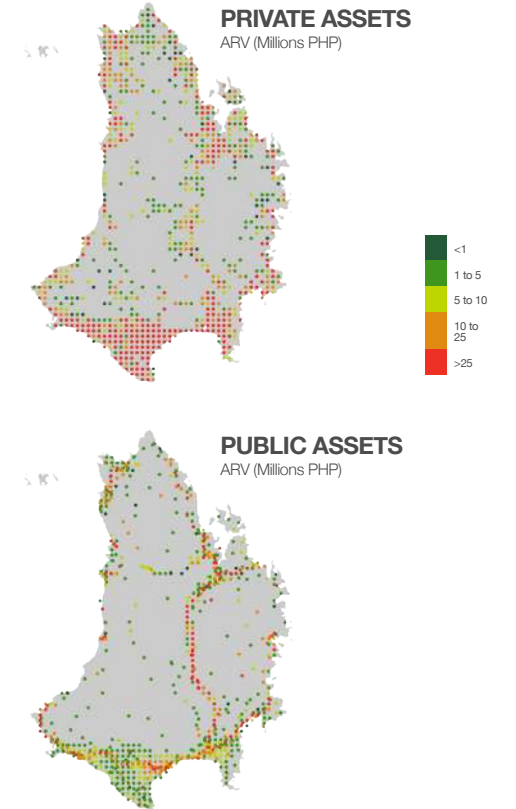 PRIVATE ASSETS
ARV (Millions PHP)
<1
1 to 5
5 to 10
10 to
25
>25
PUBLIC ASSETS
ARV (Millions PHP)